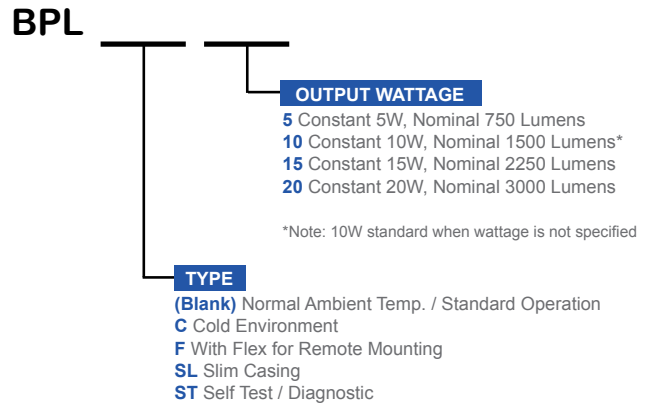 BPL
OUTPUT WATTAGE
5 Constant 5W, Nominal 750 Lumens
10 Constant 10W, Nominal 1500 Lumens*
15 Constant 15W, Nominal 2250 Lumens
20 Constant 20W, Nominal 3000 Lumens
*Note: 10W standard when wattage is not specified
TYPE
(Blank) Normal Ambient Temp. / Standard Operation
C Cold Environment
F With Flex for Remote Mounting
SL Slim Casing
ST Self Test / Diagnostic